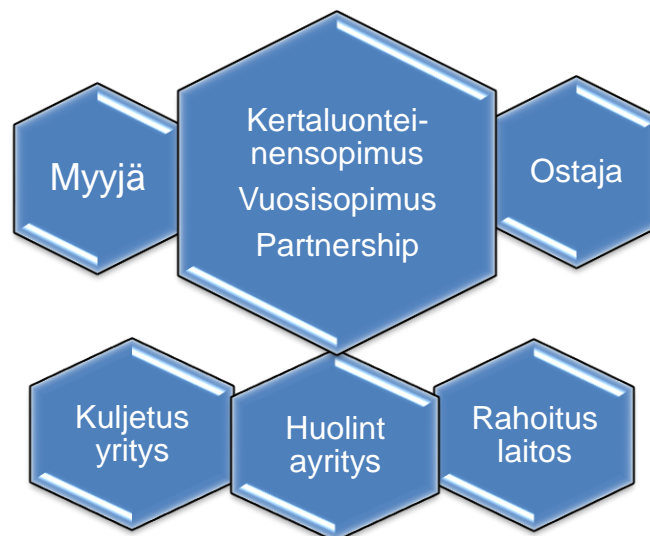 Myyjä
Kertaluontei-
nensopimus
Vuosisopimus
Partnership
Ostaja
Kuljetus
yritys
Huolint
ayritys
Rahoitus
laitos